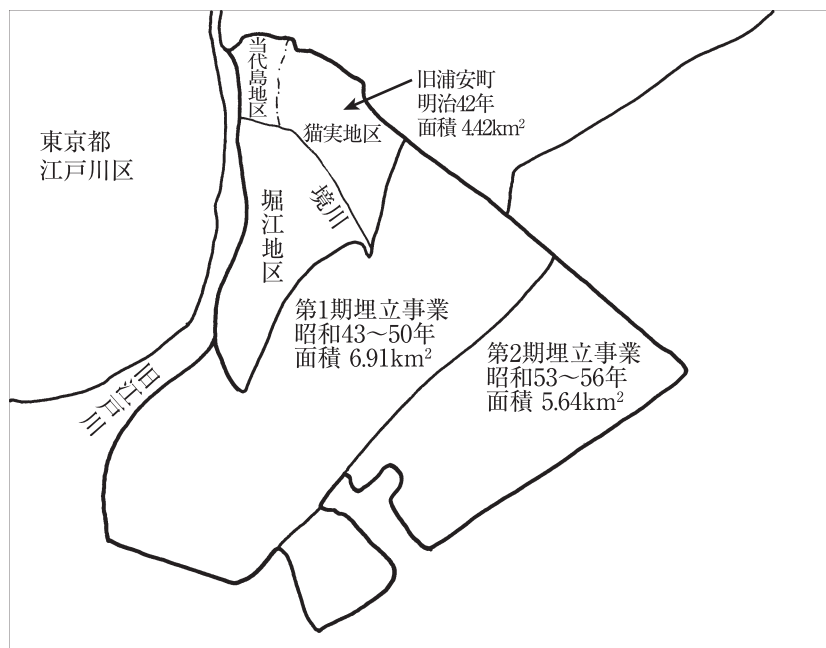 当代島地区
旧浦安町
明治42年
面積 4.42km²
猫実地区
東京都
江戸川区
境川
堀江地区
第1期埋立事業
昭和43～50年
面積 6.91km²
第2期埋立事業
昭和53～56年
面積 5.64km²
旧江戸川